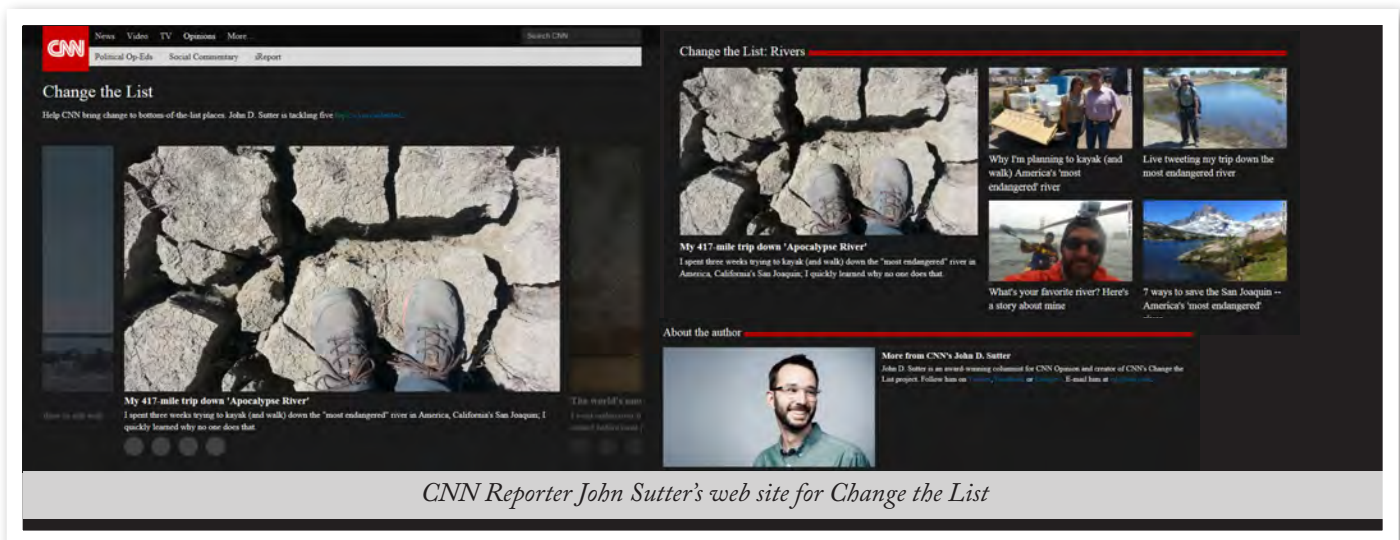 CNN
News Video TV Opinions More...
Search CNN
Political Op-Eds Social Commentary iReport
Change the List
Help CNN bring change to bottom-of-the-list places. John D. Sutter is tackling five
My 417-mile trip down 'Apocalypse River'
I spent three weeks trying to kayak (and walk) down the "most endangered" river in America, California's San Joaquin; I
quickly learned why no one does that.
The world's
Change the List: Rivers
My 417-mile trip down 'Apocalypse River'
I spent three weeks trying to kayak (and walk) down the "most endangered" river in
America, California's San Joaquin; I quickly learned why no one does that.
Why I'm planning to kayak (and
walk) America's 'most
endangered' river
Live tweeting my trip down the
most endangered river
What's your favorite river? Here's
a story about mine
7 ways to save the San Joaquin --
America's 'most endangered'
About the author
More from CNN's John D. Sutter
John D. Sutter is an award-winning columnist for CNN Opinion and creator of CNN's Change the
List project. Follow him on Twitter, Facebook or E-mail him at
CNN Reporter John Sutter's web site for Change the List